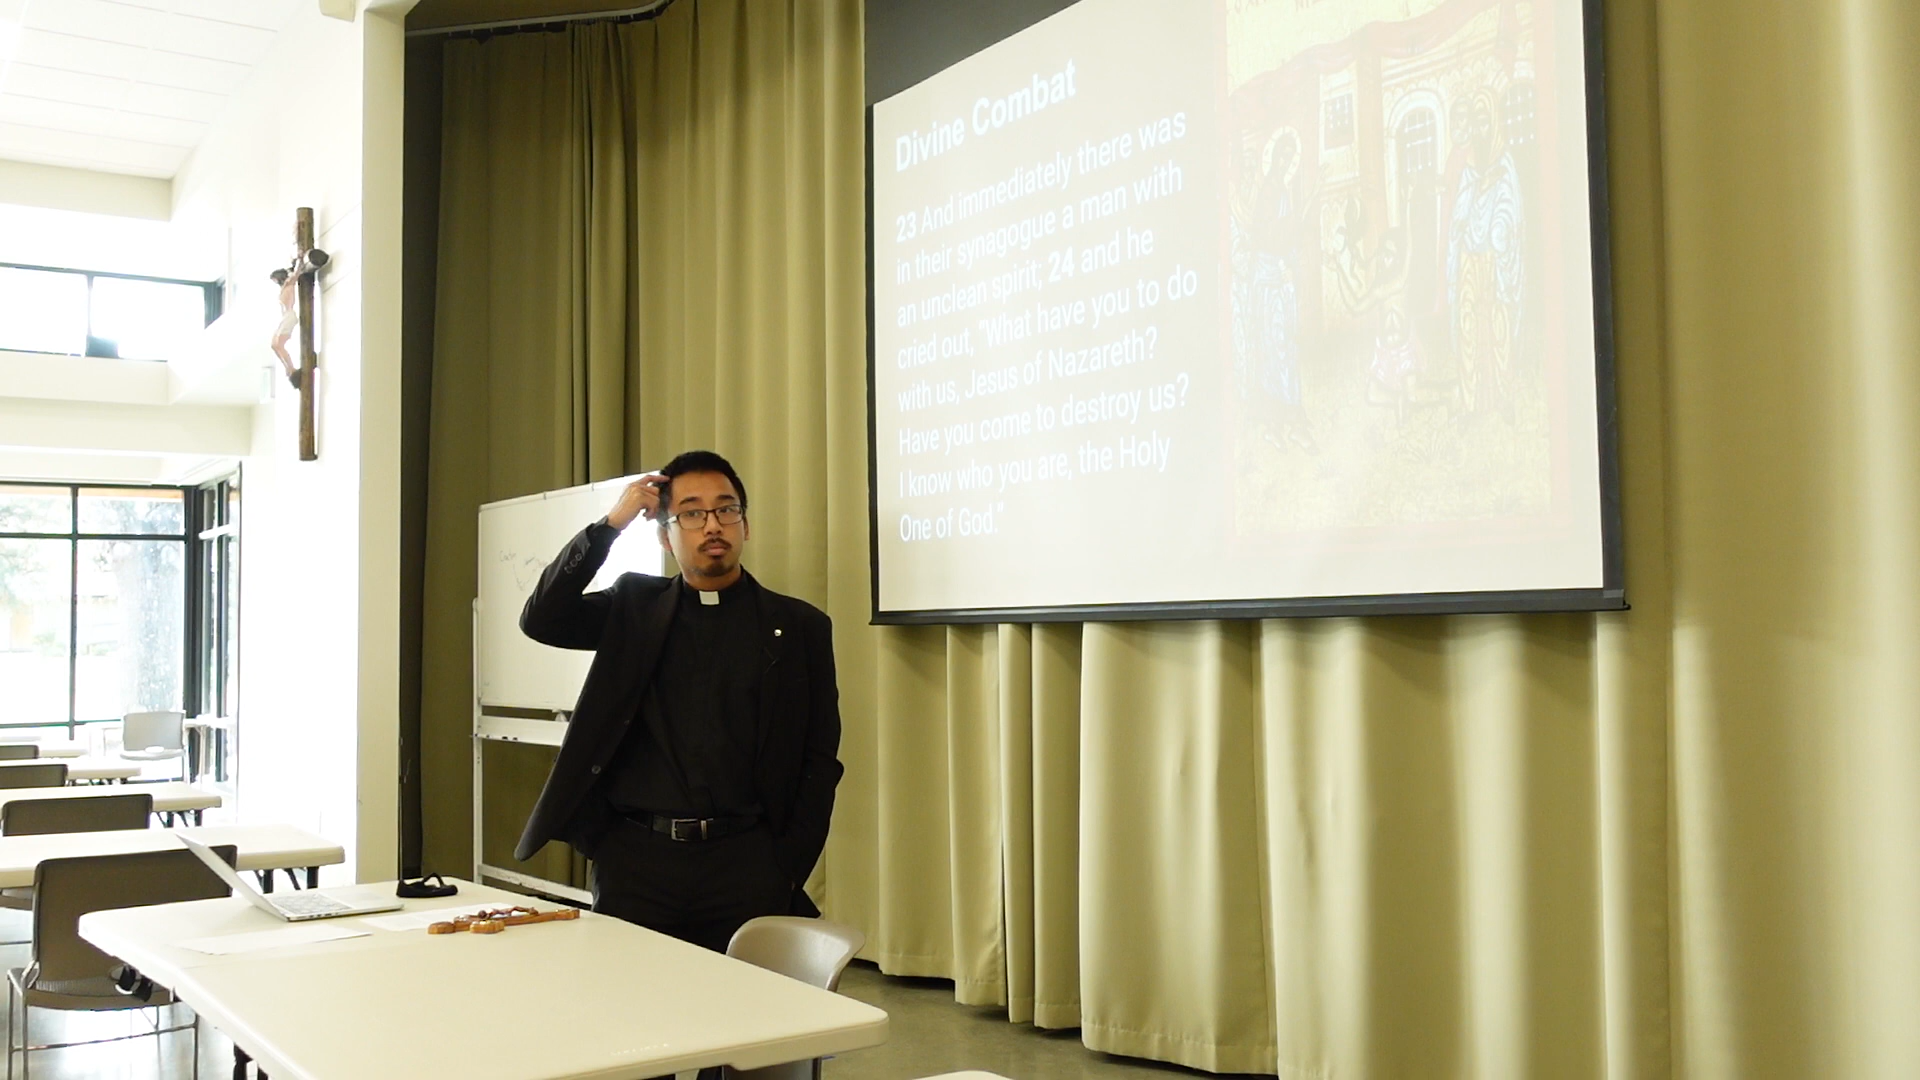 Divine Combat
23 And immediately there was
in their synagogue a man with
an unclean spirit; 24 and he
cried out, "What have you to do
with us, Jesus of Nazareth?
Have you come to destroy us?
I know who you are, the Holy
One of God."